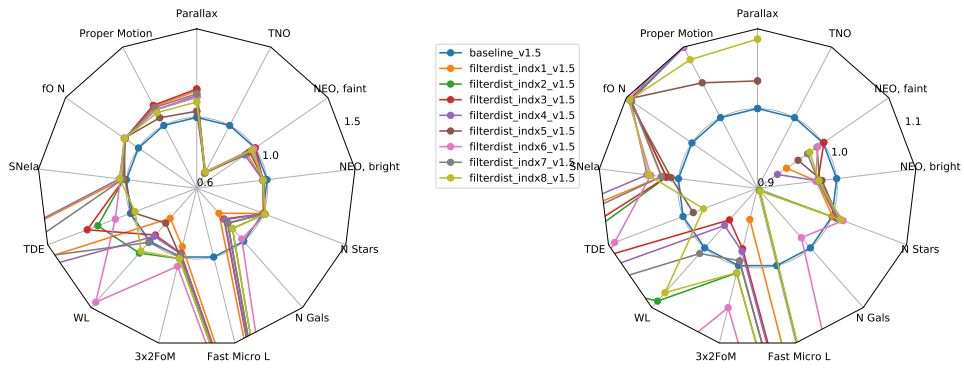 Parallax
TNO
NEO, faint
NEO, bright
N Stars
N Gals
Fast Micro L
3x2FoM
WL
TDE
SNeIa
fO N
Proper Motion
0.6
1.0
1.5
baseline_v1.5
filterdist_indx1_v1.5
filterdist_indx2_v1.5
filterdist_indx3_v1.5
filterdist_indx4_v1.5
filterdist_indx5_v1.5
filterdist_indx6_v1.5
filterdist_indx7_v1.5
filterdist_indx8_v1.5
Parallax
TNO
NEO, faint
NEO, bright
N Stars
N Gals
Fast Micro L
3x2FoM
WL
TDE
SNeIa
fO N
Proper Motion
0.9
1.0
1.1